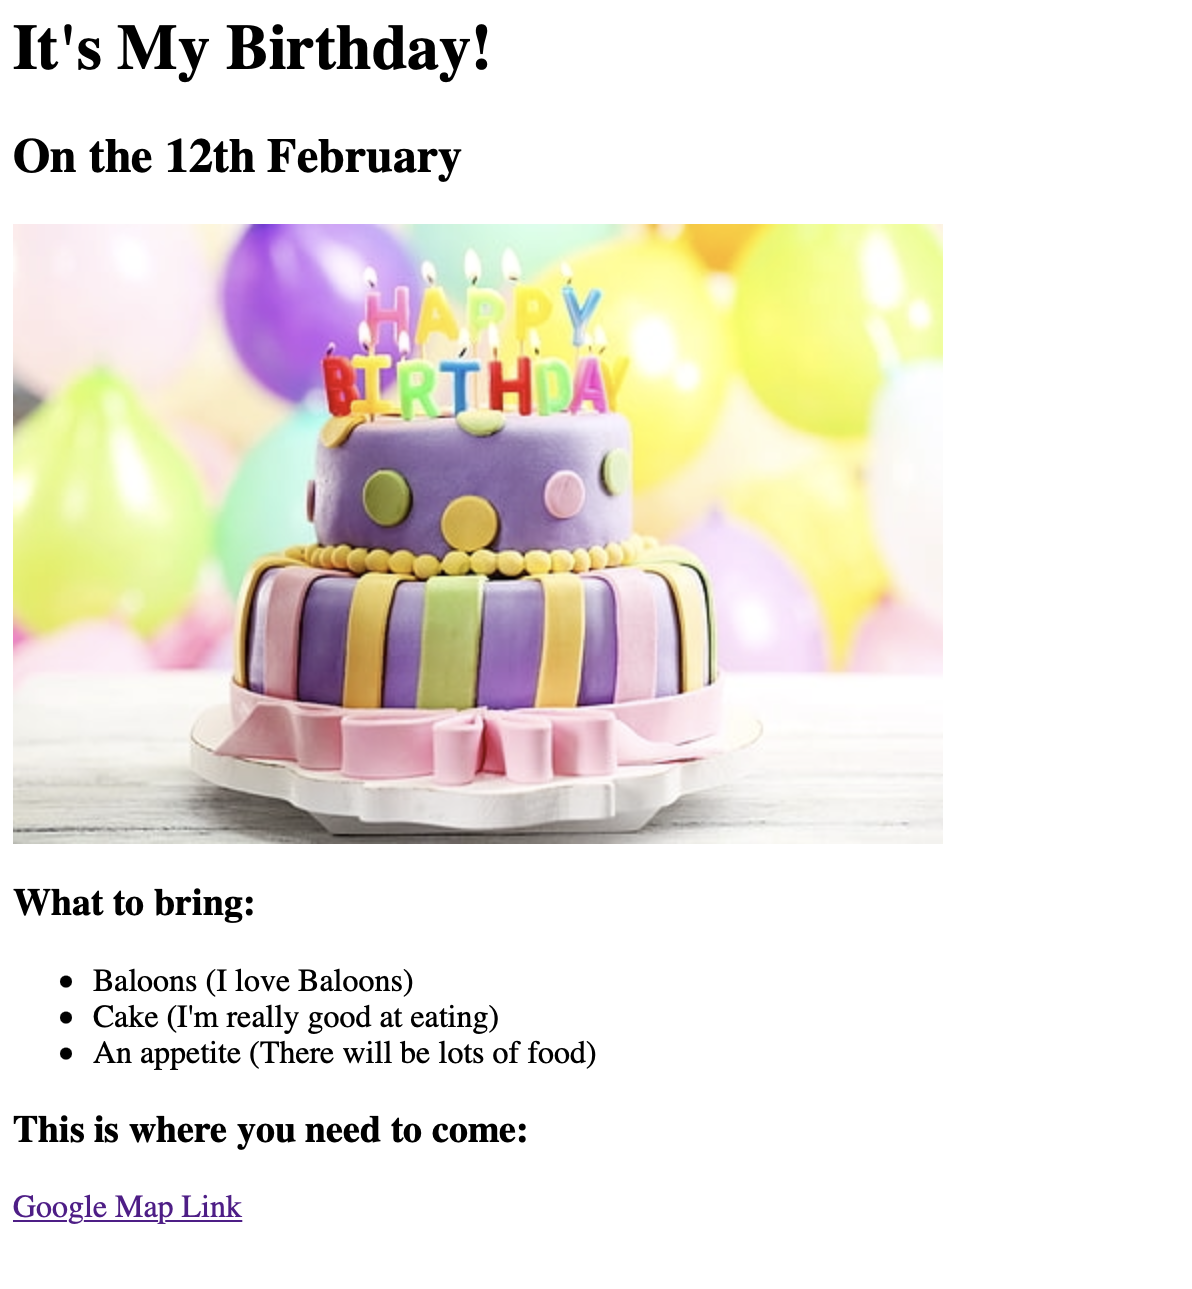 It's My Birthday!
On the 12th February
HAPPY
BIRTHDAY
What to bring:
Baloons (I love Baloons)
Cake (I'm really good at eating)
An appetite (There will be lots of food)
This is where you need to come:
Google Map Link